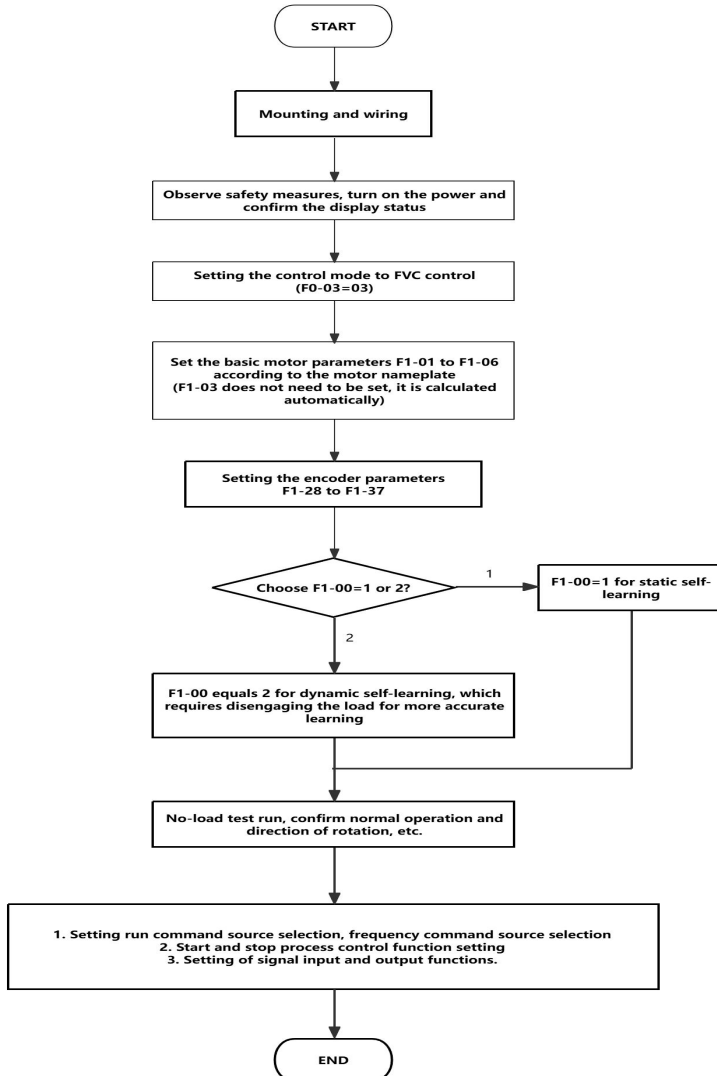 START
Mounting and wiring
Observe safety measures, turn on the power and
confirm the display status
Setting the control mode to FVC control
(F0-03=03)
Set the basic motor parameters F1-01 to F1-06
according to the motor nameplate
(F1-03 does not need to be set, it is calculated
automatically)
Setting the encoder parameters
F1-28 to F1-37
Choose F1-00=1 or 2?
1
F1-00=1 for static self-
learning
2
F1-00 equals 2 for dynamic self-learning, which
requires disengaging the load for more accurate
learning
No-load test run, confirm normal operation and
direction of rotation, etc.
1. Setting run command source selection, frequency command source selection
2. Start and stop process control function setting
3. Setting of signal input and output functions.
END